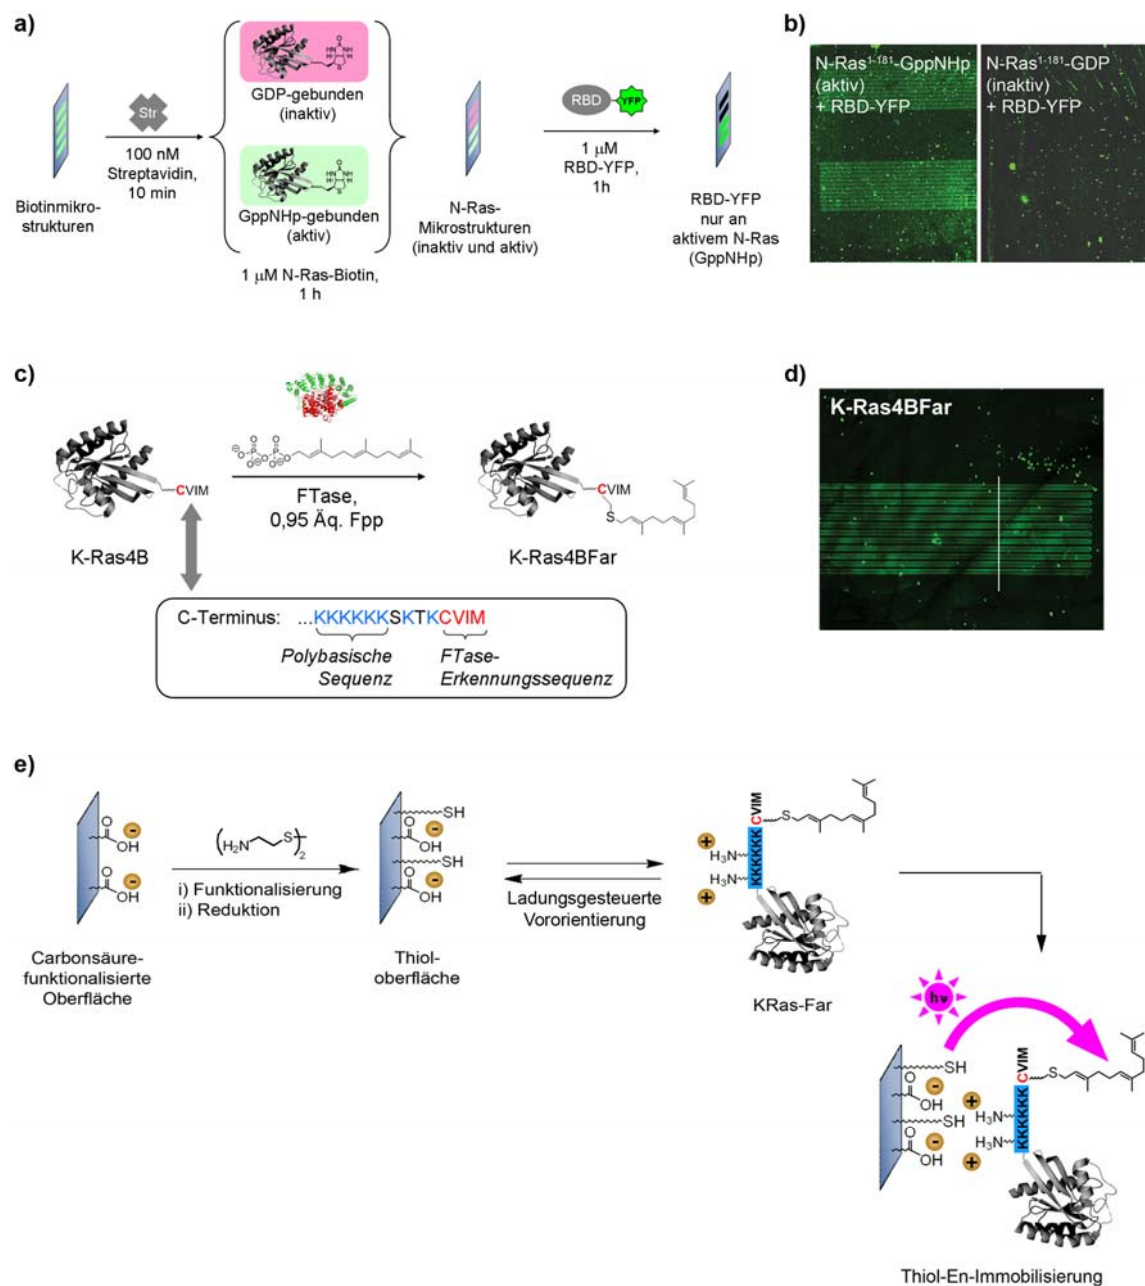 a)
Str
100 nM
Streptavidin,
10 min
Biotinmikro-
strukturen
O
HN NH
H H
S
GDP-gebunden
(inaktiv)
O
HN NH
H H
S
GppNHp-gebunden
(aktiv)
1 µM N-Ras-Biotin,
1 h
N-Ras-
Mikrostrukturen
(inaktiv und aktiv)
RBD YFP
1 µM
RBD-YFP,
1h
RBD-YFP
nur an
aktivem N-Ras
(GppNHp)
b)
N-Ras¹⁻¹⁸¹-GppNHp
(aktiv)
+ RBD-YFP
N-Ras¹⁻¹⁸¹-GDP
(inaktiv)
+ RBD-YFP
c)
CVIM
K-Ras4B
FTase,
0,95 Äq. Fpp
CVIM
S
K-Ras4BFar
C-Terminus: ...KKKKKKSKTKCVIM
Polybasische
Sequenz
FTase-
Erkennungssequenz
d)
K-Ras4BFar
e)
O
OH
O
OH
Carbonsäure-
funktionalisierte
Oberfläche
(H₂N S)₂
i) Funktionalisierung
ii) Reduktion
SH
O
OH
SH
O
OH
Thiol-
oberfläche
Ladungsgesteuerte
Vororientierung
CVIM
S
KKKKKK
H₃N
H₃N
KRas-Far
hν
SH
O
OH
SH
O
OH
CVIM
S
KKKKKK
H₃N
H₃N
Thiol-En-Immobilisierung